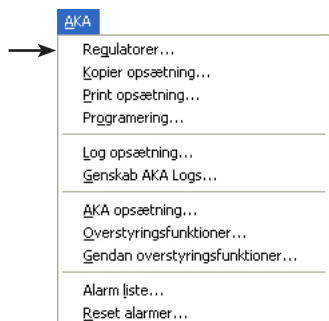 AKA
Regulatorer...
Kopier opsætning...
Print opsætning...
Programering...
Log opsætning...
Genskab AKA Logs...
AKA opsætning...
Overstyringsfunktioner...
Gendan overstyringsfunktioner...
Alarm liste...
Reset alarmer...